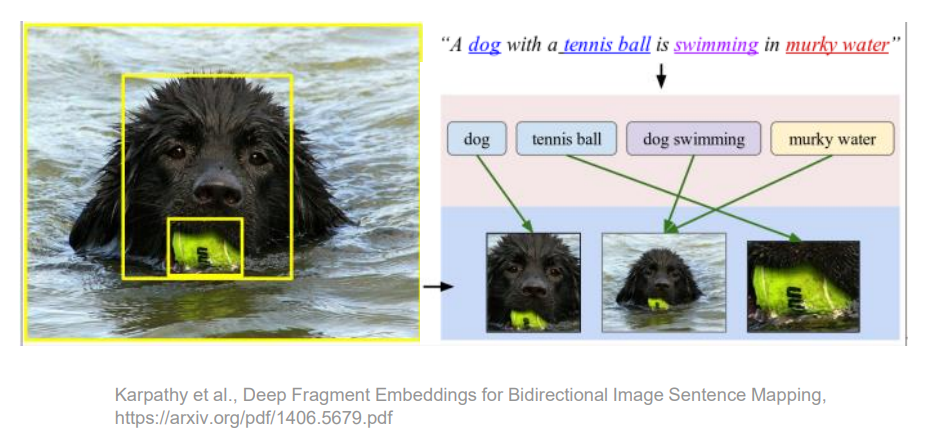 “A dog with a tennis ball is swimming in murky water”
dog
tennis ball
dog swimming
murky water
Karpathy et al., Deep Fragment Embeddings for Bidirectional Image Sentence Mapping,
https://arxiv.org/pdf/1406.5679.pdf